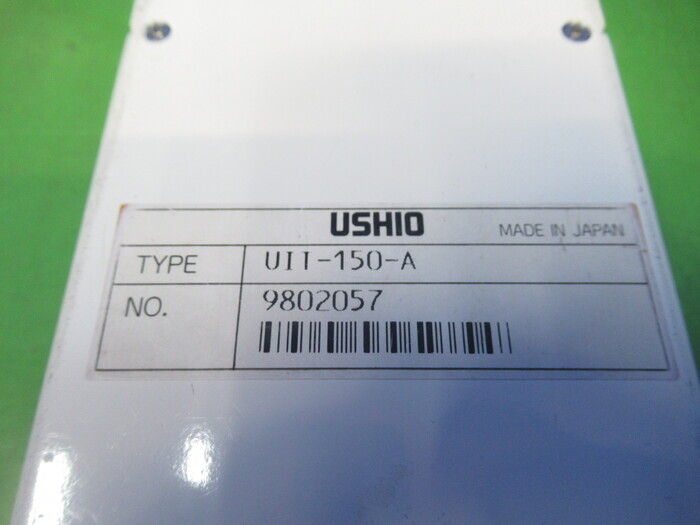 USHIO MADE IN JAPAN
TYPE UIT-150-A
NO. 9802057